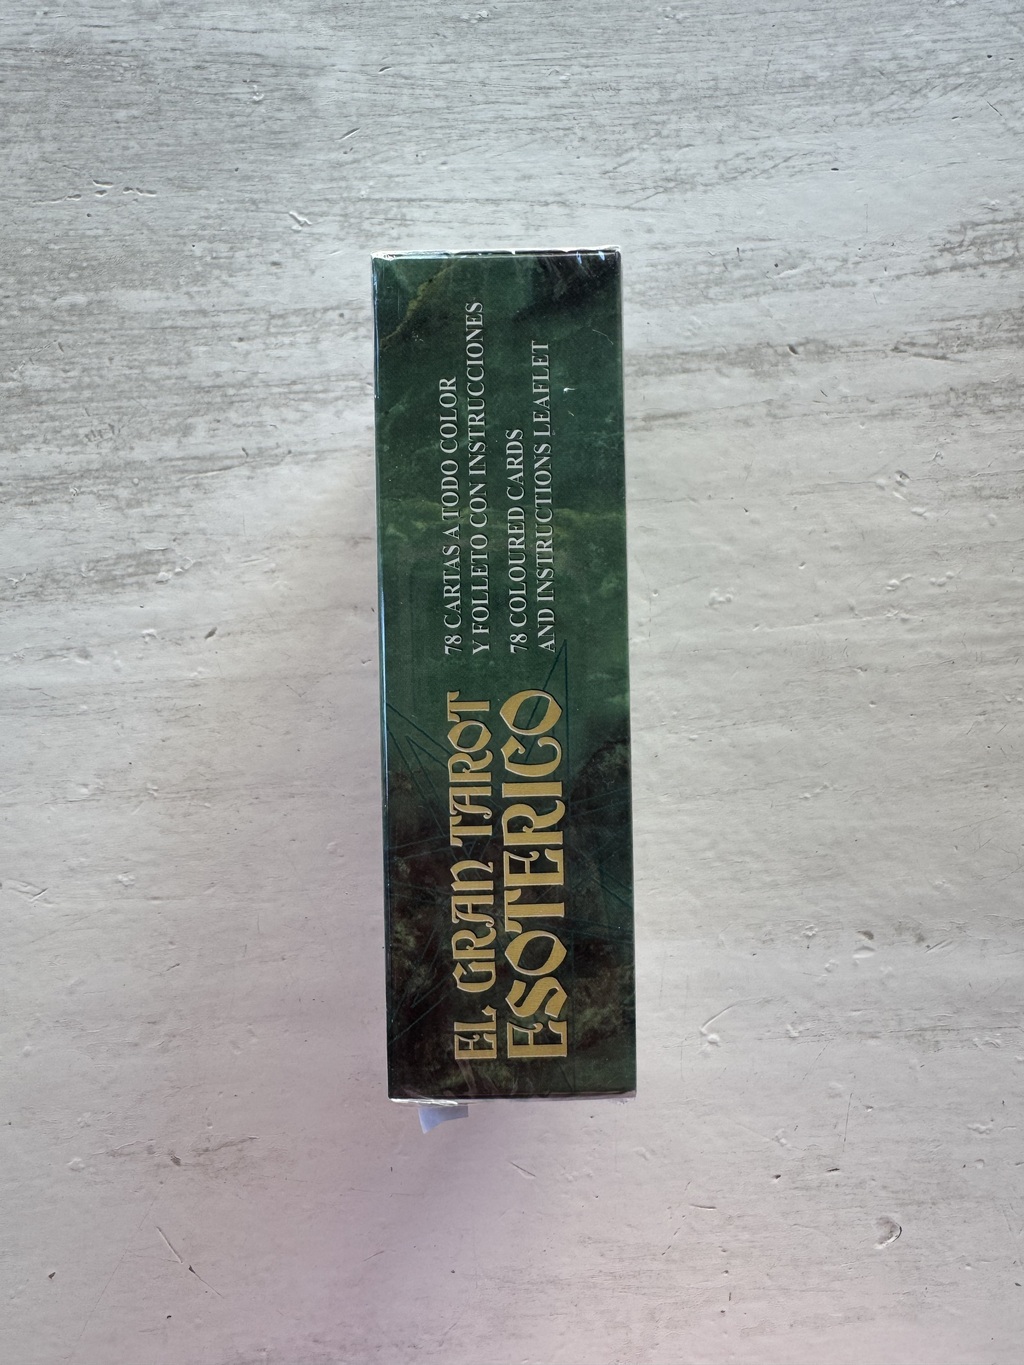 EL GRAN TAROT
ESOTERICO
78 CARTAS A TODO COLOR
Y FOLLETO CON INSTRUCCIONES
78 COLOURED CARDS
AND INSTRUCTIONS LEAFLET